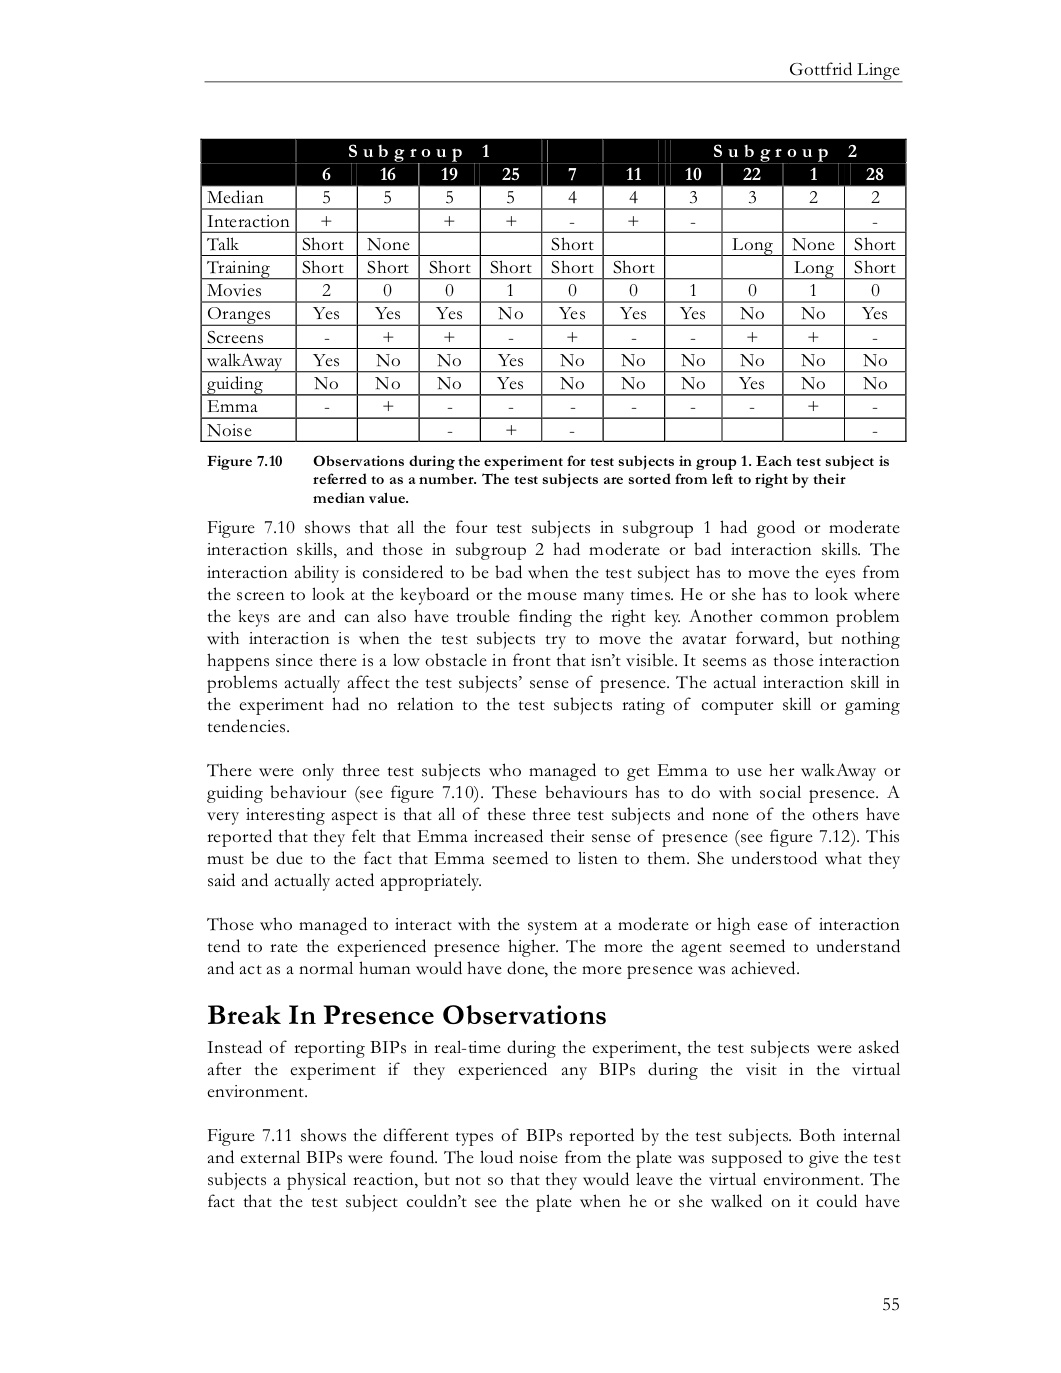 Gottfrid Linge
Subgroup 1 Subgroup 2
6 16 19 25 7 11 10 22 1 28
Median 5 5 5 5 4 4 3 3 2 2
Interaction + + + - + - -
Talk Short None Short Long None Short
Training Short Short Short Short Short Short Long Short
Movies 2 0 0 1 0 0 1 0 1 0
Oranges Yes Yes Yes No Yes Yes Yes No No Yes
Screens - + + - + - - + + -
walkAway Yes No No Yes No No No No No No
guiding No No No Yes No No No Yes No No
Emma - + - - - - - - + -
Noise - + - -
Figure 7.10 Observations during the experiment for test subjects in group 1. Each test subject is
referred to as a number. The test subjects are sorted from left to right by their
median value.
Figure 7.10 shows that all the four test subjects in subgroup 1 had good or moderate
interaction skills, and those in subgroup 2 had moderate or bad interaction skills. The
interaction ability is considered to be bad when the test subject has to move the eyes from
the screen to look at the keyboard or the mouse many times. He or she has to look where
the keys are and can also have trouble finding the right key. Another common problem
with interaction is when the test subjects try to move the avatar forward, but nothing
happens since there is a low obstacle in front that isn't visible. It seems as those interaction
problems actually affect the test subjects' sense of presence. The actual interaction skill in
the experiment had no relation to the test subjects rating of computer skill or gaming
tendencies.
There were only three test subjects who managed to get Emma to use her walkAway or
guiding behaviour (see figure 7.10). These behaviours has to do with social presence. A
very interesting aspect is that all of these three test subjects and none of the others have
reported that they felt that Emma increased their sense of presence (see figure 7.12). This
must be due to the fact that Emma seemed to listen to them. She understood what they
said and actually acted appropriately.
Those who managed to interact with the system at a moderate or high ease of interaction
tend to rate the experienced presence higher. The more the agent seemed to understand
and act as a normal human would have done, the more presence was achieved.
Break In Presence Observations
Instead of reporting BIPs in real-time during the experiment, the test subjects were asked
after the experiment if they experienced any BIPs during the visit in the virtual
environment.
Figure 7.11 shows the different types of BIPs reported by the test subjects. Both internal
and external BIPs were found. The loud noise from the plate was supposed to give the test
subjects a physical reaction, but not so that they would leave the virtual environment. The
fact that the test subject couldn't see the plate when he or she walked on it could have
55